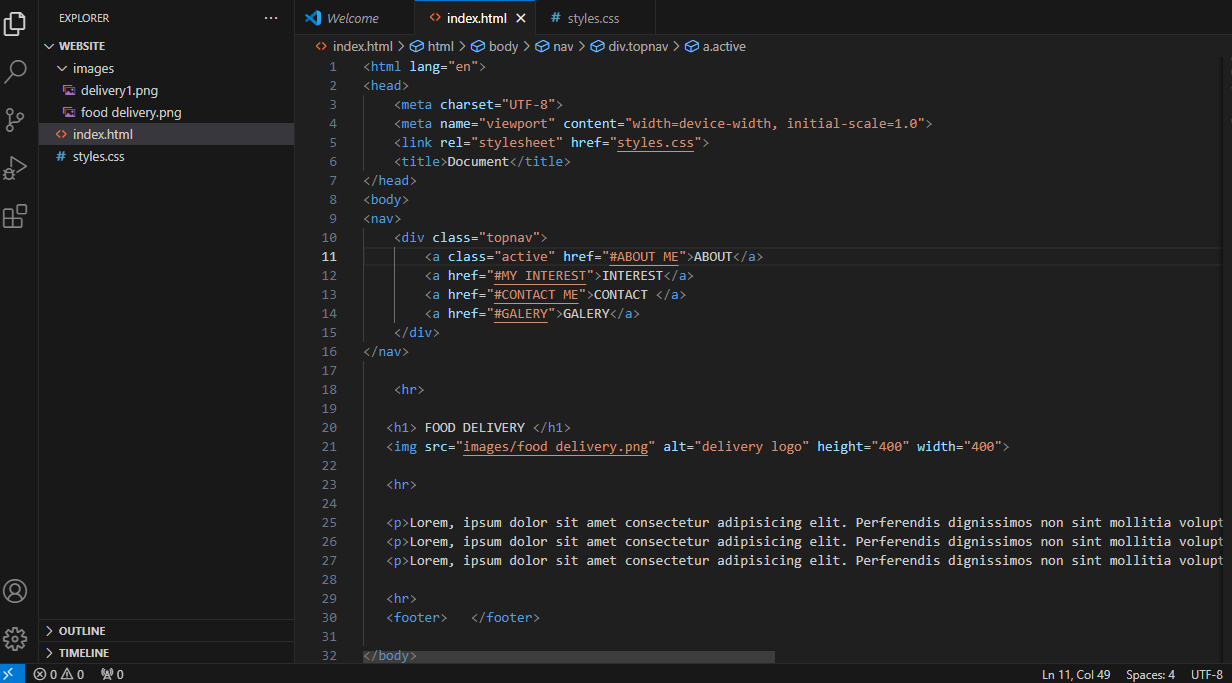 EXPLORER ···
WEBSITE
images
delivery1.png
food delivery.png
<> index.html
# styles.css
OUTLINE
TIMELINE
Welcome <> index.html × # styles.css
<> index.html > html > body > nav > div.topnav > a.active
1 <html lang="en">
2 <head>
3 <meta charset="UTF-8">
4 <meta name="viewport" content="width=device-width, initial-scale=1.0">
5 <link rel="stylesheet" href="styles.css">
6 <title>Document</title>
7 </head>
8 <body>
9 <nav>
10 <div class="topnav">
11 <a class="active" href="#ABOUT ME">ABOUT</a>
12 <a href="#MY INTEREST">INTEREST</a>
13 <a href="#CONTACT ME">CONTACT </a>
14 <a href="#GALERY">GALERY</a>
15 </div>
16 </nav>
17
18 <hr>
19
20 <h1> FOOD DELIVERY </h1>
21 <img src="images/food delivery.png" alt="delivery logo" height="400" width="400">
22
23 <hr>
24
25 <p>Lorem, ipsum dolor sit amet consectetur adipisicing elit. Perferendis dignissimos non sint mollitia volupt
26 <p>Lorem, ipsum dolor sit amet consectetur adipisicing elit. Perferendis dignissimos non sint mollitia volupt
27 <p>Lorem, ipsum dolor sit amet consectetur adipisicing elit. Perferendis dignissimos non sint mollitia volupt
28
29 <hr>
30 <footer> </footer>
31
32 </body>
0 0 0 Ln 11, Col 49 Spaces: 4 UTF-8